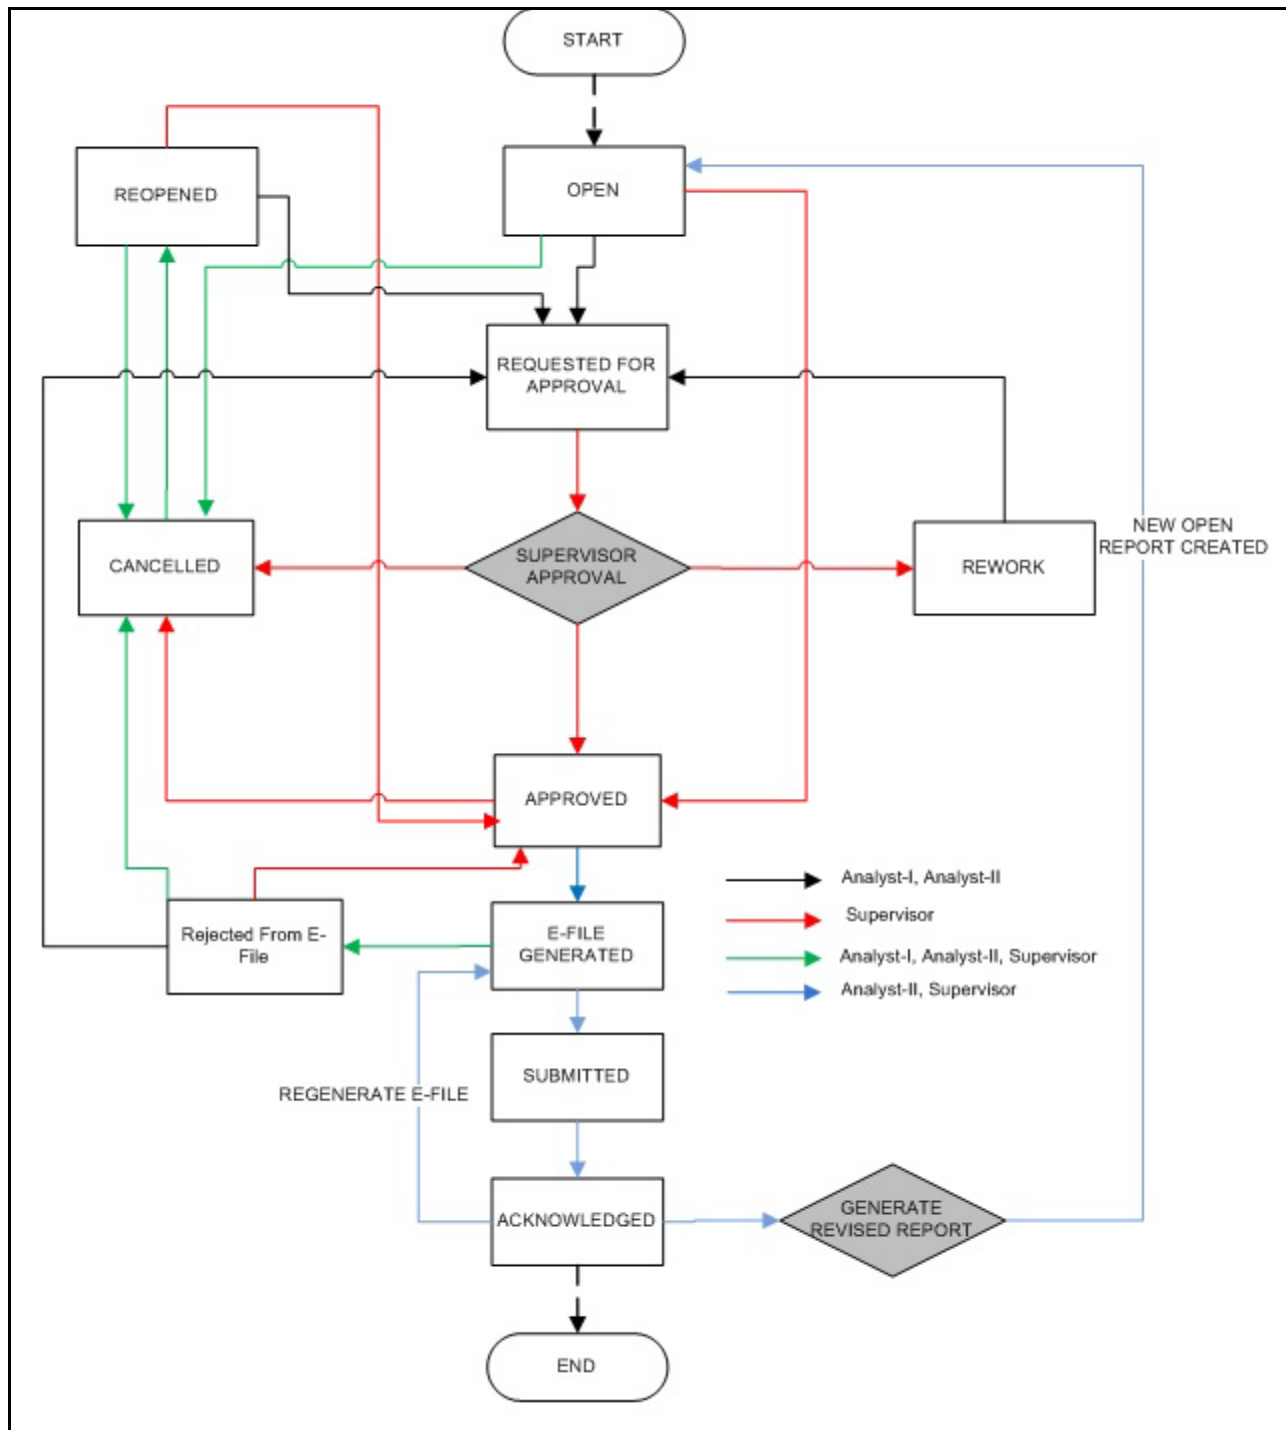 START
REOPENED
OPEN
REQUESTED FOR
APPROVAL
CANCELLED
SUPERVISOR
APPROVAL
REWORK
NEW OPEN
REPORT CREATED
APPROVED
Analyst-I, Analyst-II
Supervisor
Analyst-I, Analyst-II, Supervisor
Analyst-II, Supervisor
Rejected From E-
File
E-FILE
GENERATED
SUBMITTED
REGENERATE E-FILE
ACKNOWLEDGED
GENERATE
REVISED REPORT
END